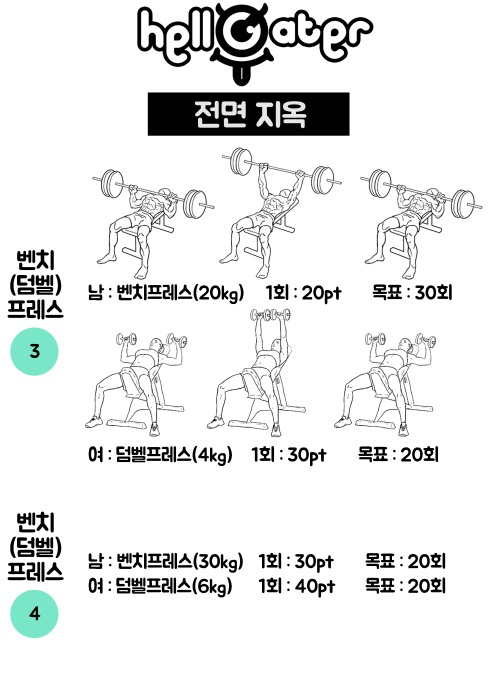 hellGater
전면 지옥
벤치
(덤벨)
프레스
3
남 : 벤치프레스(20kg) 1회 : 20pt 목표 : 30회
여 : 덤벨프레스(4kg) 1회 : 30pt 목표 : 20회
벤치
(덤벨)
프레스
4
남 : 벤치프레스(30kg) 1회 : 30pt 목표 : 20회
여 : 덤벨프레스(6kg) 1회 : 40pt 목표 : 20회